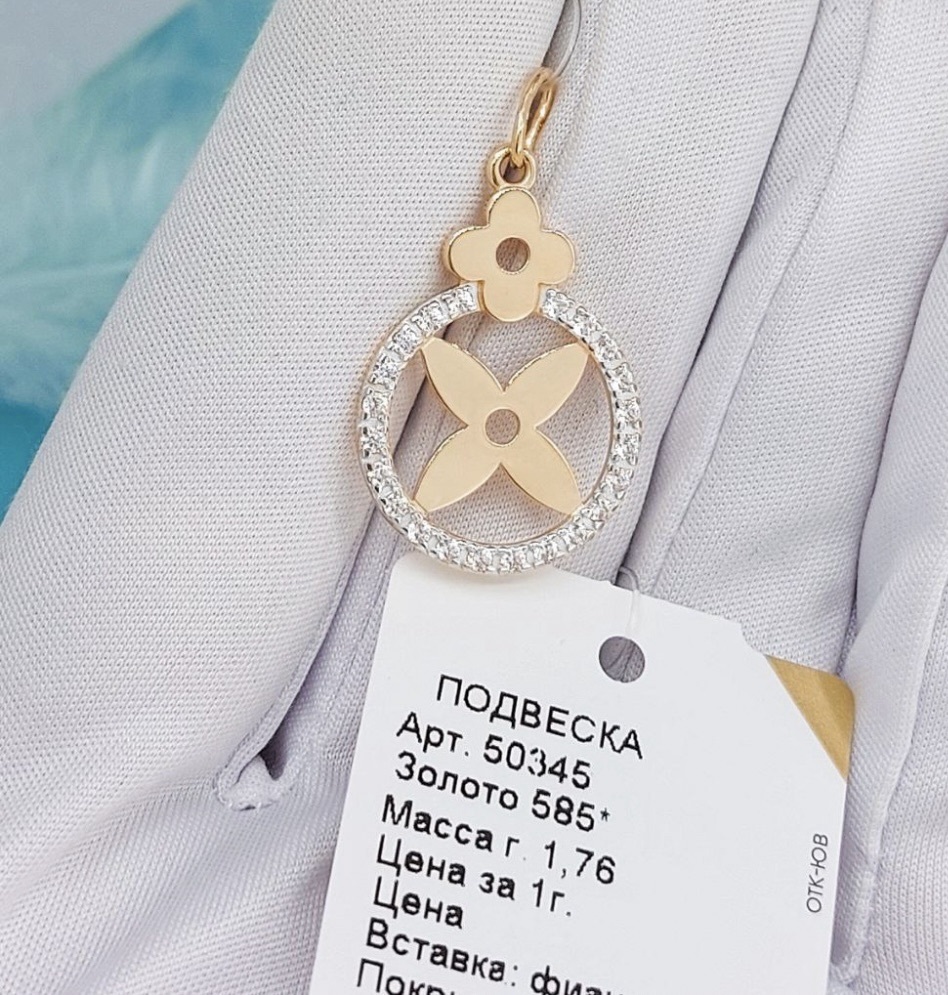 ПОДВЕСКА
Арт. 50345
Золото 585*
Масса г. 1,76
Цена за 1г.
Цена
Вставка:
ОТК-ЮВ